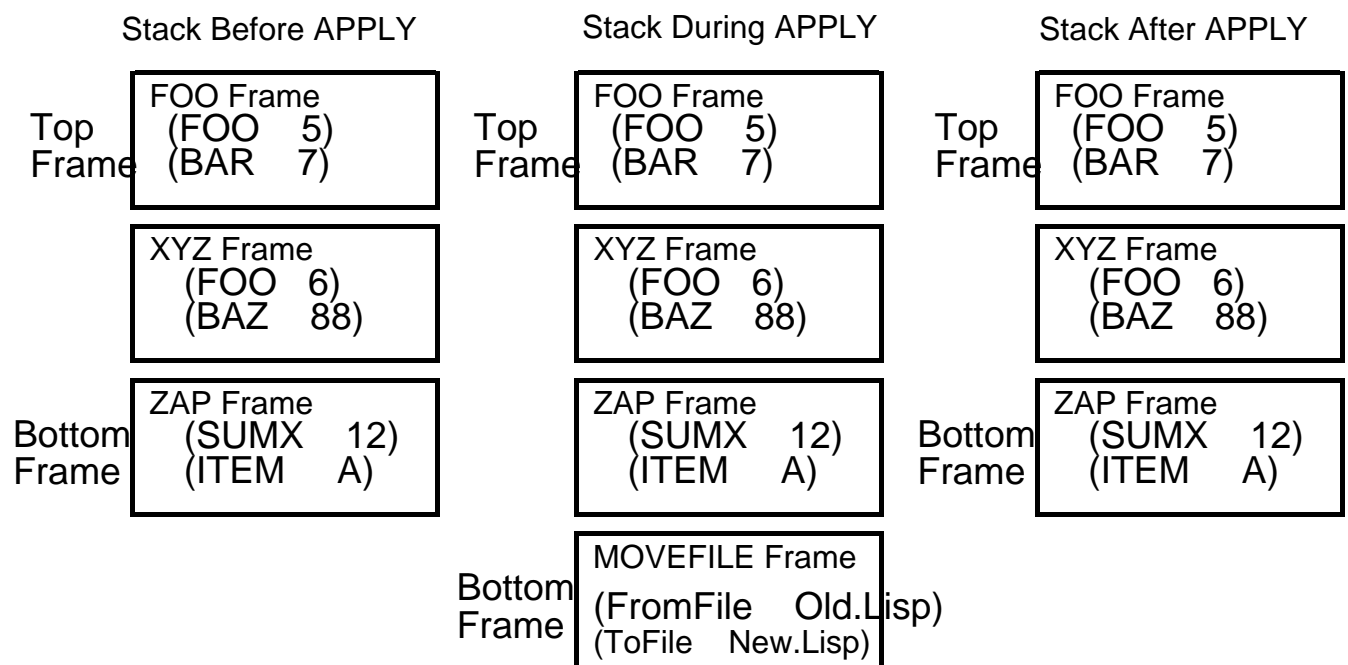 Stack Before APPLY
Top
Frame
FOO Frame
(FOO 5)
(BAR 7)
XYZ Frame
(FOO 6)
(BAZ 88)
Bottom
Frame
ZAP Frame
(SUMX 12)
(ITEM A)
Stack During APPLY
Top
Frame
FOO Frame
(FOO 5)
(BAR 7)
XYZ Frame
(FOO 6)
(BAZ 88)
ZAP Frame
(SUMX 12)
(ITEM A)
Bottom
Frame
MOVEFILE Frame
(FromFile Old.Lisp)
(ToFile New.Lisp)
Stack After APPLY
Top
Frame
FOO Frame
(FOO 5)
(BAR 7)
XYZ Frame
(FOO 6)
(BAZ 88)
Bottom
Frame
ZAP Frame
(SUMX 12)
(ITEM A)